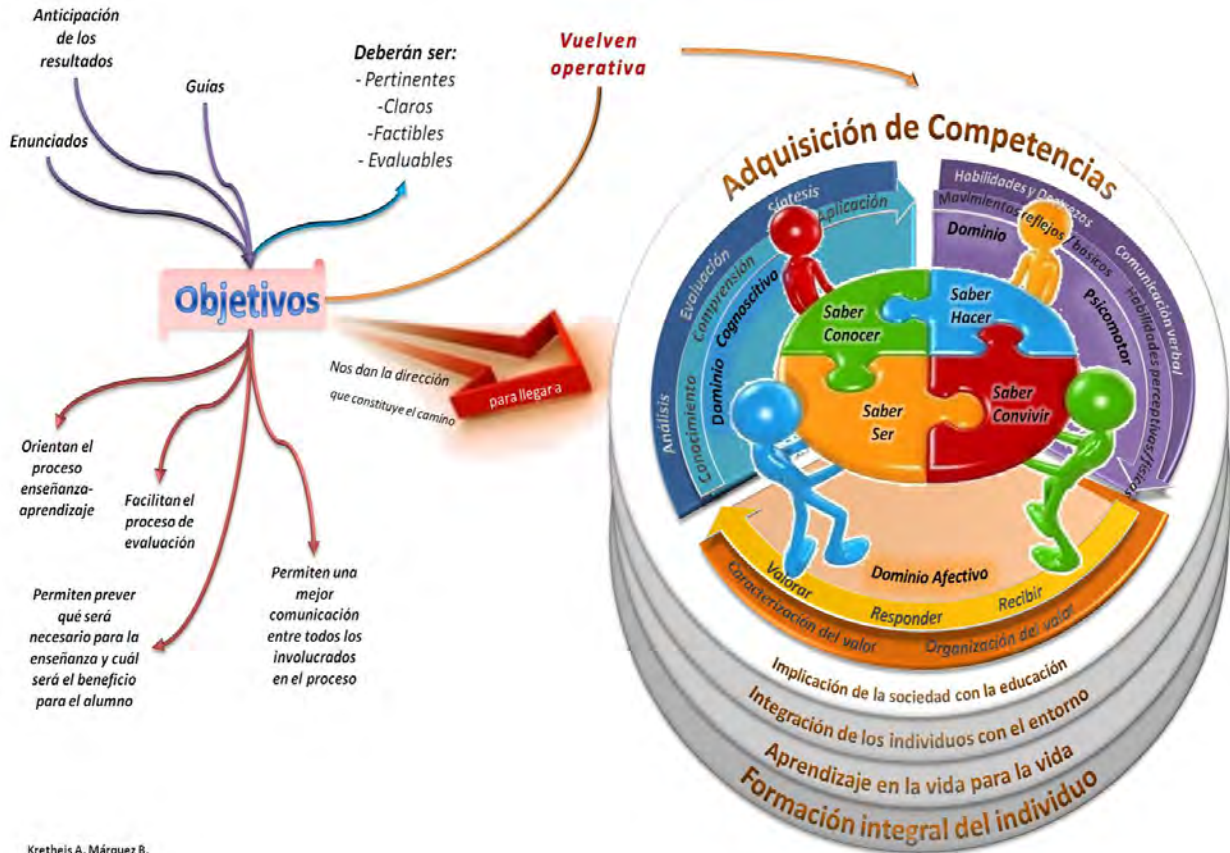 Anticipación
de los
resultados
Guías
Enunciados
Deberán ser:
- Pertinentes
-Claros
-Factibles
- Evaluables
Vuelven
operativa
Objetivos
Nos dan la dirección
que constituye el camino
para llegar a
Orientan el
proceso
enseñanza-
aprendizaje
Facilitan el
proceso de
evaluación
Permiten prever
qué será
necesario para la
enseñanza y cuál
será el beneficio
para el alumno
Permiten una
mejor
comunicación
entre todos los
involucrados
en el proceso
Adquisición de Competencias
Análisis
Evaluación
Síntesis
Conocimiento
Comprensión
Aplicación
Dominio Cognoscitivo
Habilidades y
Comunicación verbal
Movimientos reflejos / básicos
Habilidades perceptivas/físicas
Dominio
Psicomotor
Saber
Conocer
Saber
Hacer
Saber
Ser
Saber
Convivir
Dominio Afectivo
Valorar
Responder
Recibir
Caracterización del valor
Organización del valor
Implicación de la sociedad con la educación
Integración de los individuos con el entorno
Aprendizaje en la vida para la vida
Formación integral del individuo
Kretheis A. Márquez B.